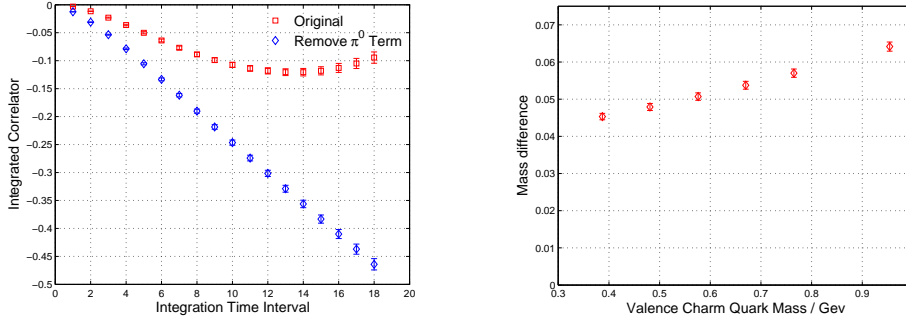 0
−0.05
−0.1
−0.15
−0.2
−0.25
−0.3
−0.35
−0.4
−0.45
−0.5
Integrated Correlator
Original
Remove π⁰ Term
0 2 4 6 8 10 12 14 16 18 20
Integration Time Interval
0.07
0.06
0.05
0.04
0.03
0.02
0.01
Mass difference
0.3 0.4 0.5 0.6 0.7 0.8 0.9
Valence Charm Quark Mass / Gev